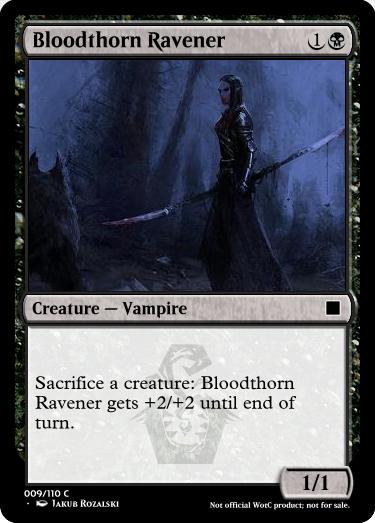 Bloodthorn Ravener 1
Creature — Vampire
Sacrifice a creature: Bloodthorn
Ravener gets +2/+2 until end of
turn.
1/1
009/110 C
· Jakub Rozalski
Not official WotC product; not for sale.